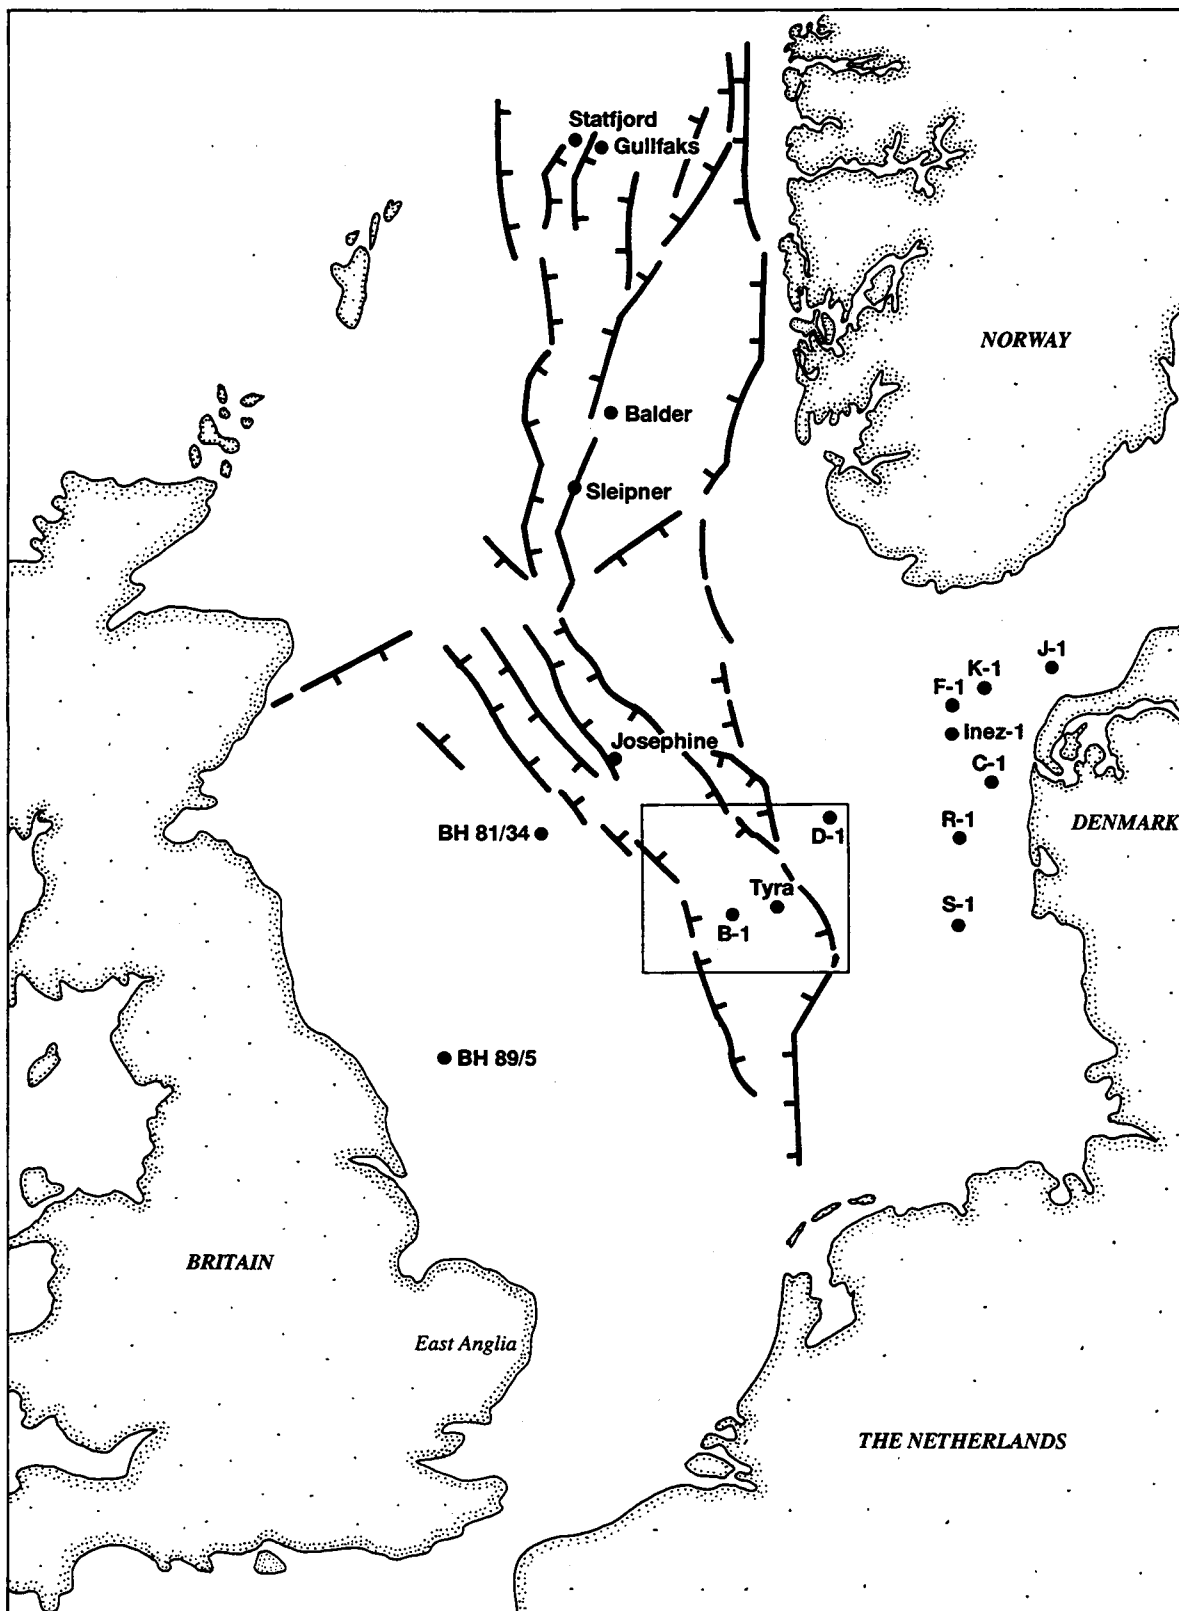 Statfjord
Gullfaks
NORWAY
Balder
Sleipner
J-1
K-1
F-1
Inez-1
Josephine
C-1
BH 81/34
D-1
R-1
DENMARK
Tyra
B-1
S-1
BH 89/5
BRITAIN
East Anglia
THE NETHERLANDS